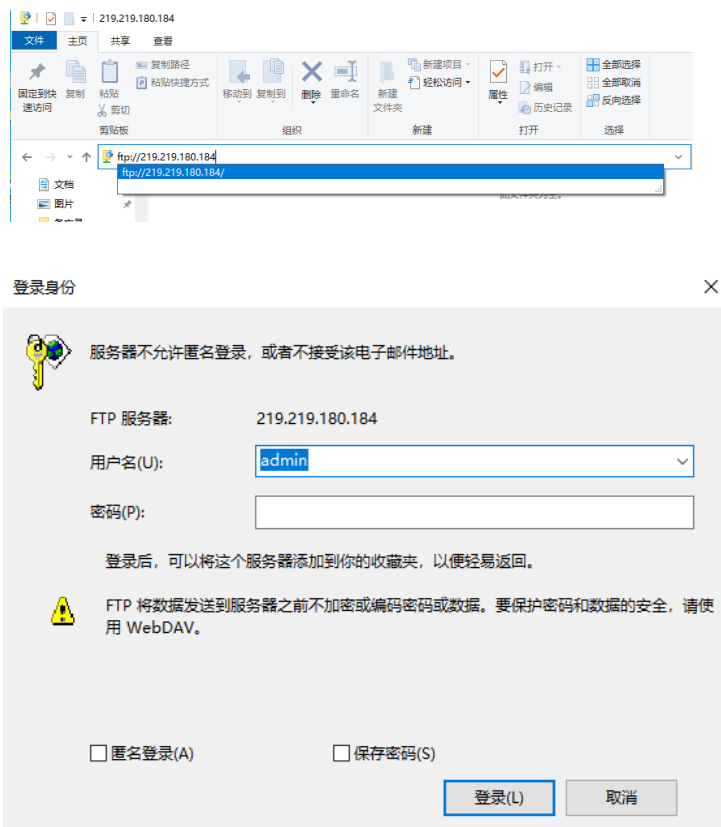 219.219.180.184
文件 主页 共享 查看
固定到快速访问
复制
粘贴
复制路径
粘贴快捷方式
剪切
剪贴板
移动到 复制到 删除 重命名
组织
新建文件夹
新建项目
轻松访问
新建
属性
打开
编辑
历史记录
打开
全部选择
全部取消
反向选择
选择
ftp://219.219.180.184
ftp://219.219.180.184/
文档
图片
登录身份
服务器不允许匿名登录，或者不接受该电子邮件地址。
FTP 服务器: 219.219.180.184
用户名(U): admin
密码(P):
登录后，可以将这个服务器添加到你的收藏夹，以便轻易返回。
FTP 将数据发送到服务器之前不加密或编码密码或数据。要保护密码和数据的安全，请使
用 WebDAV。
匿名登录(A) 保存密码(S)
登录(L) 取消